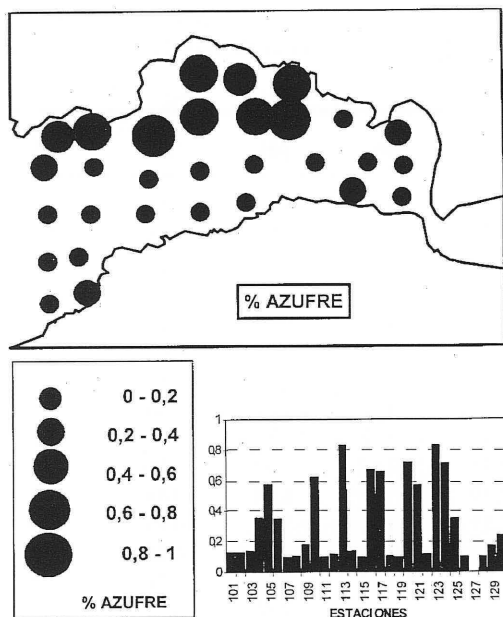 % AZUFRE
0 - 0,2
0,2 - 0,4
0,4 - 0,6
0,6 - 0,8
0,8 - 1
% AZUFRE
1
0,8
0,6
0,4
0,2
0
101 103 105 107 109 111 113 115 117 119 121 123 125 127 129
ESTACIONES